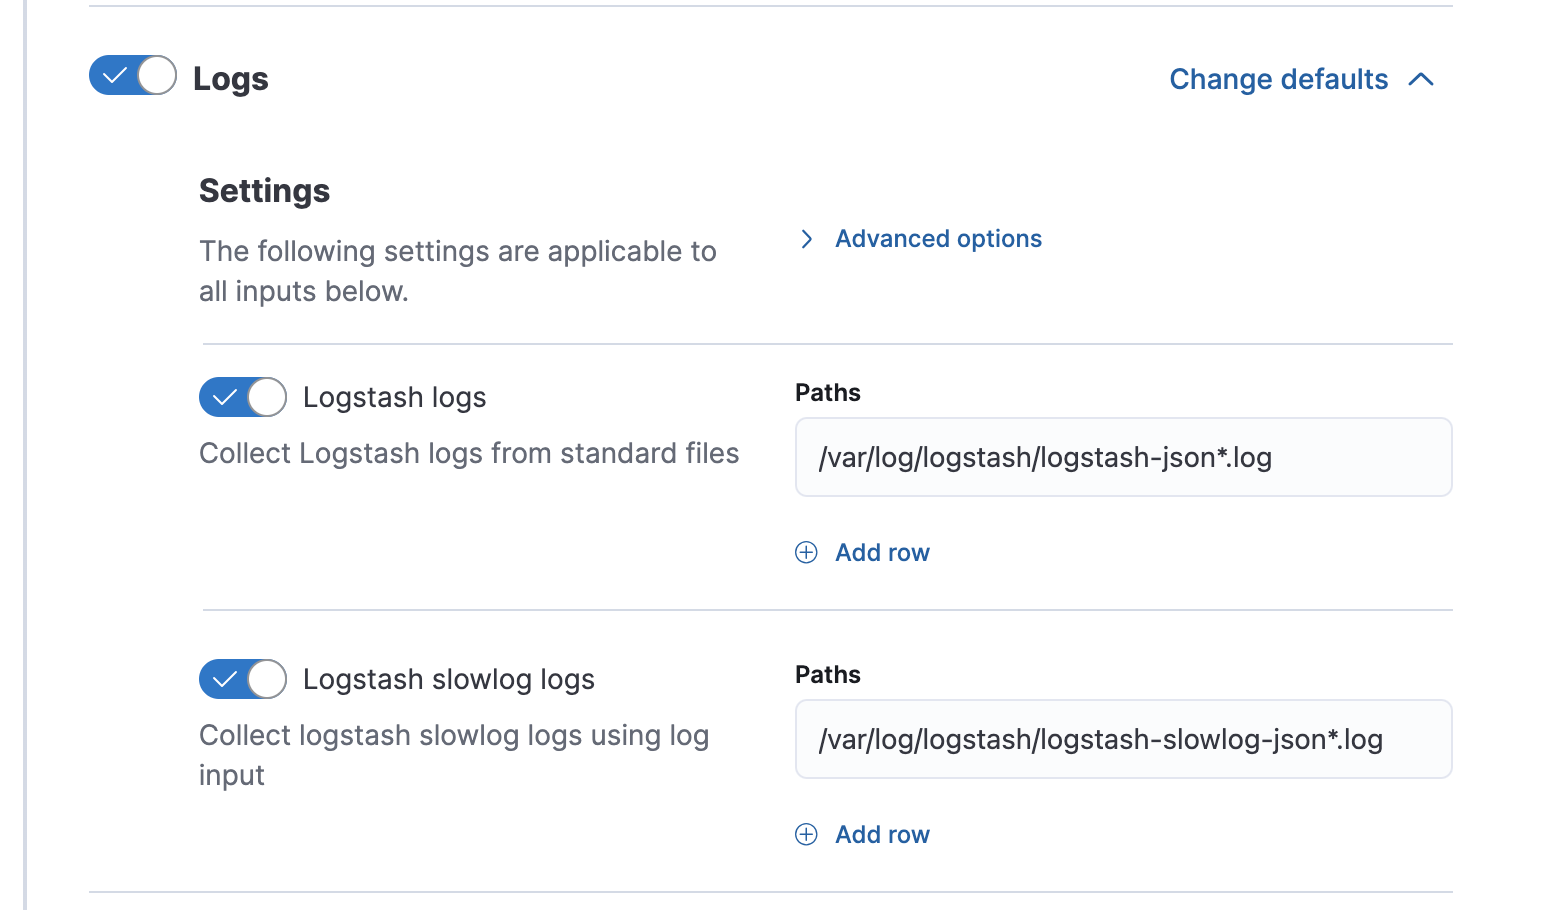 Logs
Change defaults
Settings
The following settings are applicable to
all inputs below.
Advanced options
Logstash logs
Collect Logstash logs from standard files
Paths
/var/log/logstash/logstash-json*.log
Add row
Logstash slowlog logs
Collect logstash slowlog logs using log
input
Paths
/var/log/logstash/logstash-slowlog-json*.log
Add row